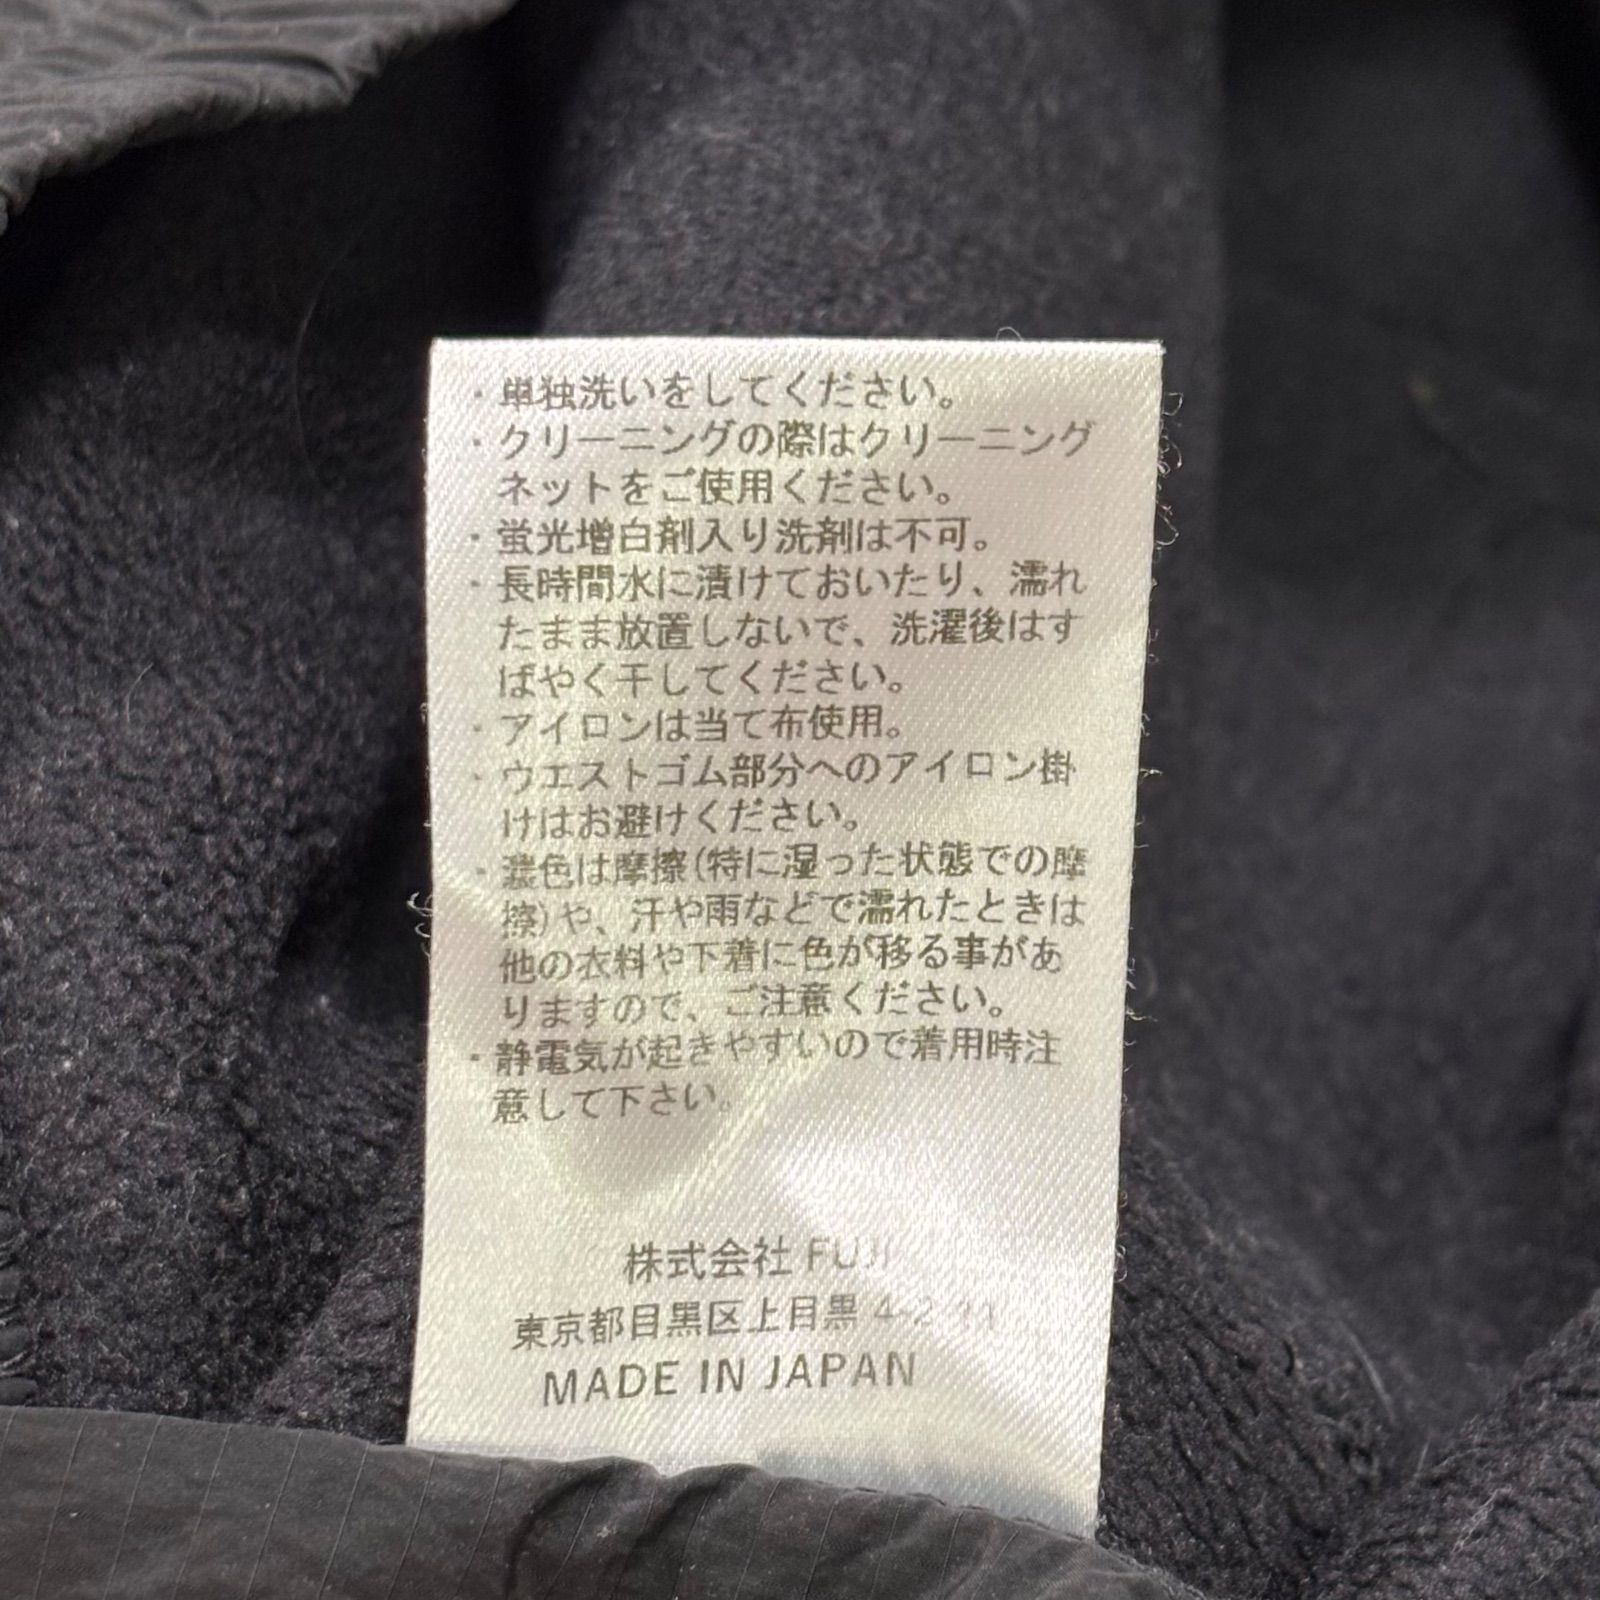 ・単独洗いをしてください。
・クリーニングの際はクリーニング
ネットをご使用ください。
・蛍光増白剤入り洗剤は不可。
・長時間水に漬けておいたり、濡れ
たまま放置しないで、洗濯後はす
ばやく干してください。
・アイロンは当て布使用。
・ウエストゴム部分へのアイロン掛
けはお避けください。
・濃色は摩擦(特に湿った状態での摩
擦)や、汗や雨などで濡れたときは
他の衣料や下着に色が移る事があ
りますので、ご注意ください。
・静電気が起きやすいので着用時注
意して下さい。
株式会社 FUJI
東京都目黒区上目黒 4-2-31
MADE IN JAPAN